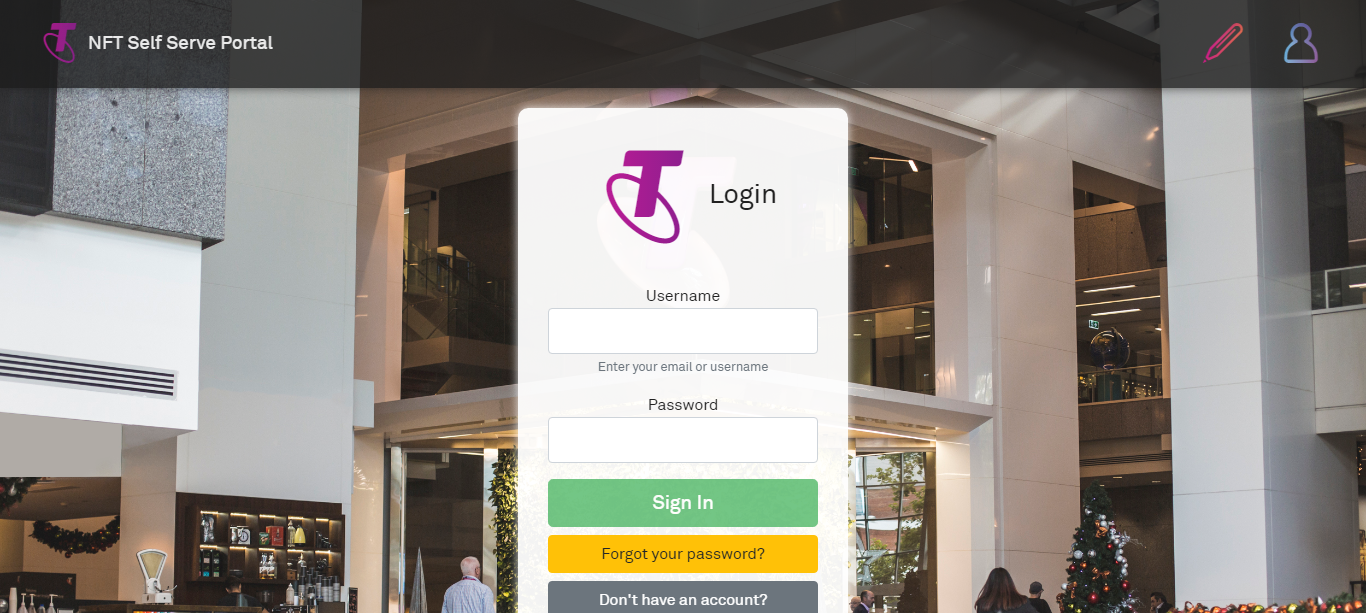 NFT Self Serve Portal
Login
Username
Enter your email or username
Password
Sign In
Forgot your password?
Don't have an account?